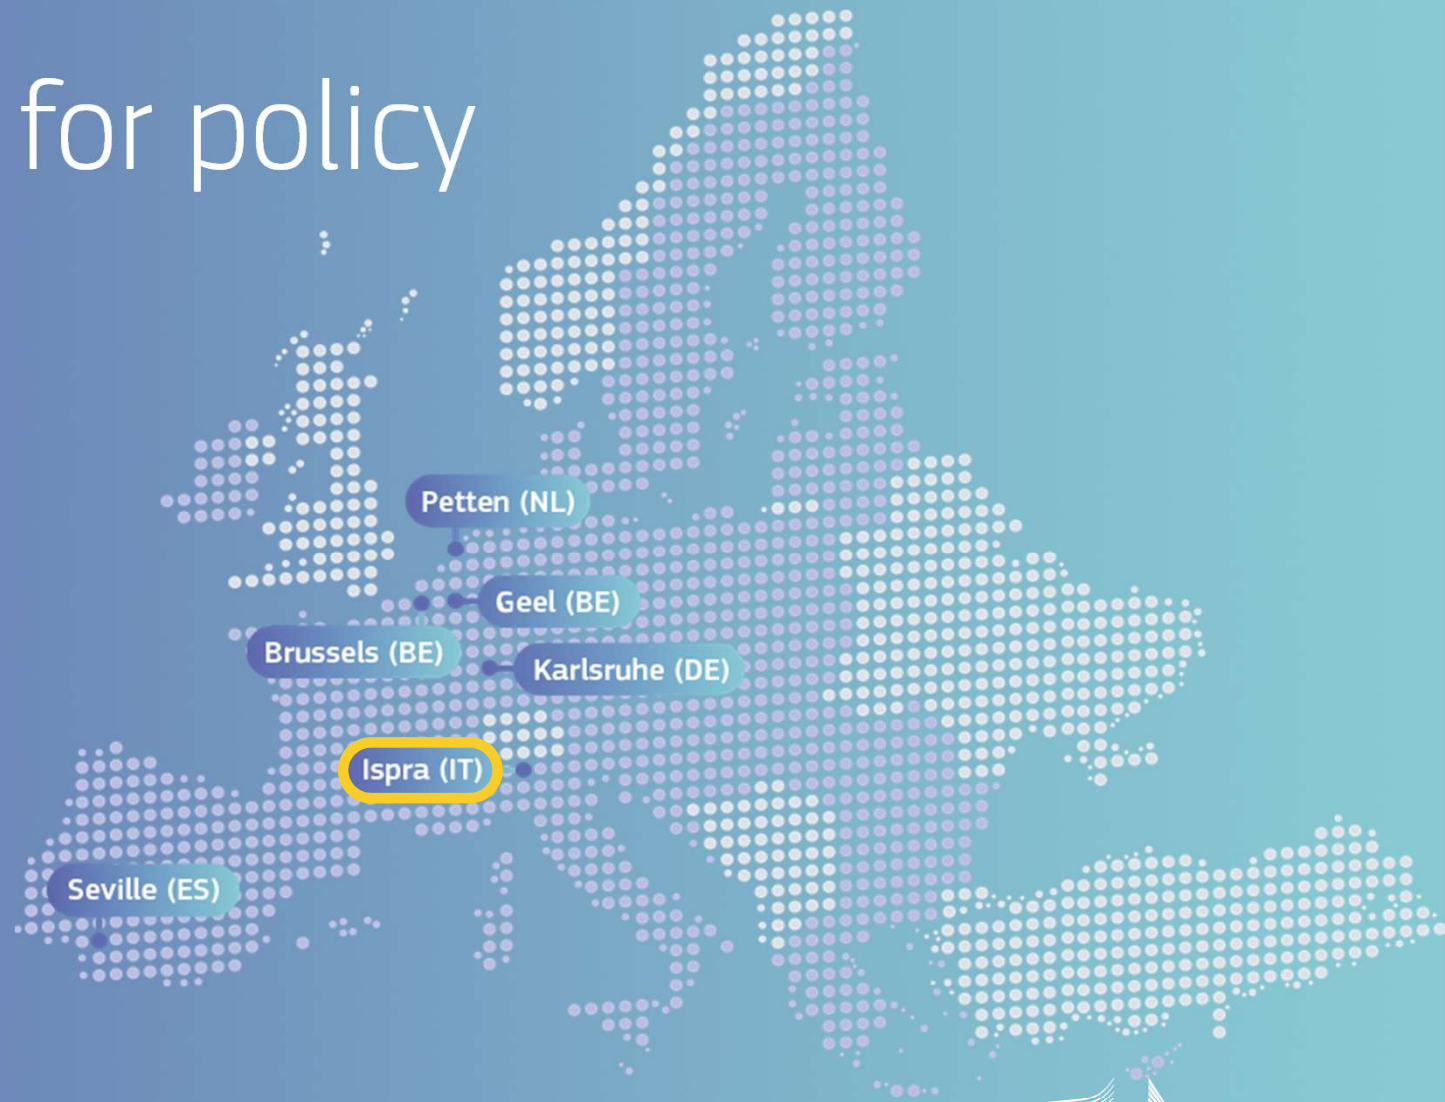 for policy
Petten (NL)
Geel (BE)
Brussels (BE)
Karlsruhe (DE)
Ispra (IT)
Seville (ES)